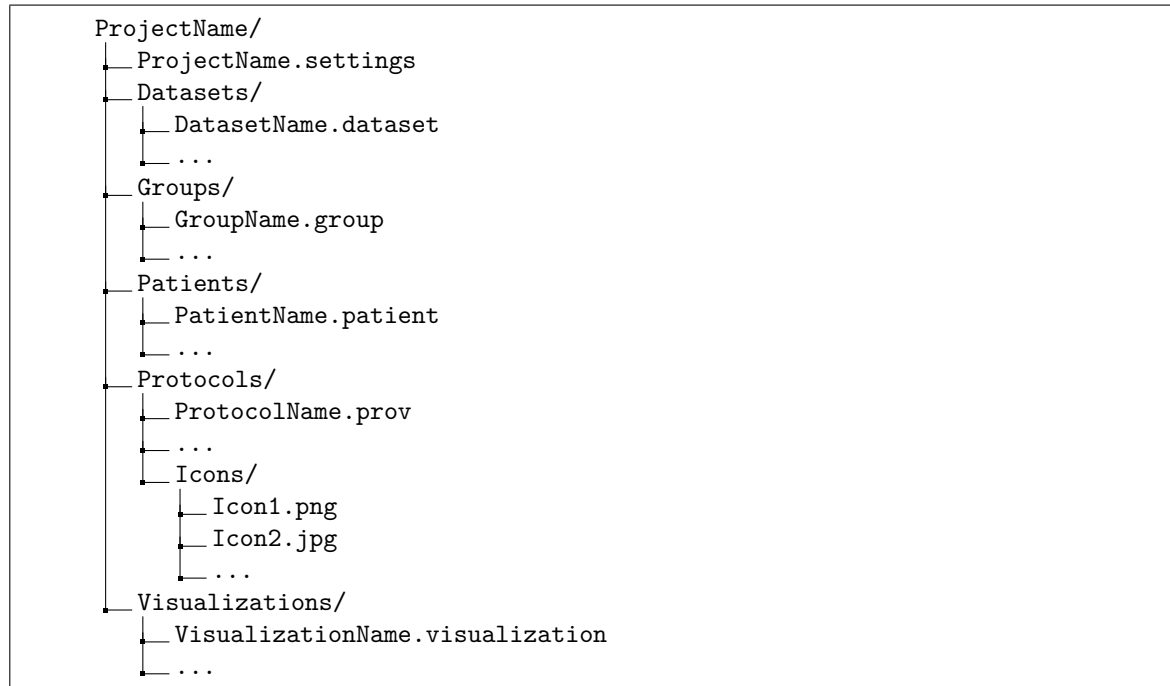 ProjectName/
ProjectName.settings
Datasets/
DatasetName.dataset
...
Groups/
GroupName.group
...
Patients/
PatientName.patient
...
Protocols/
ProtocolName.prov
...
Icons/
Icon1.png
Icon2.jpg
...
Visualizations/
VisualizationName.visualization
...